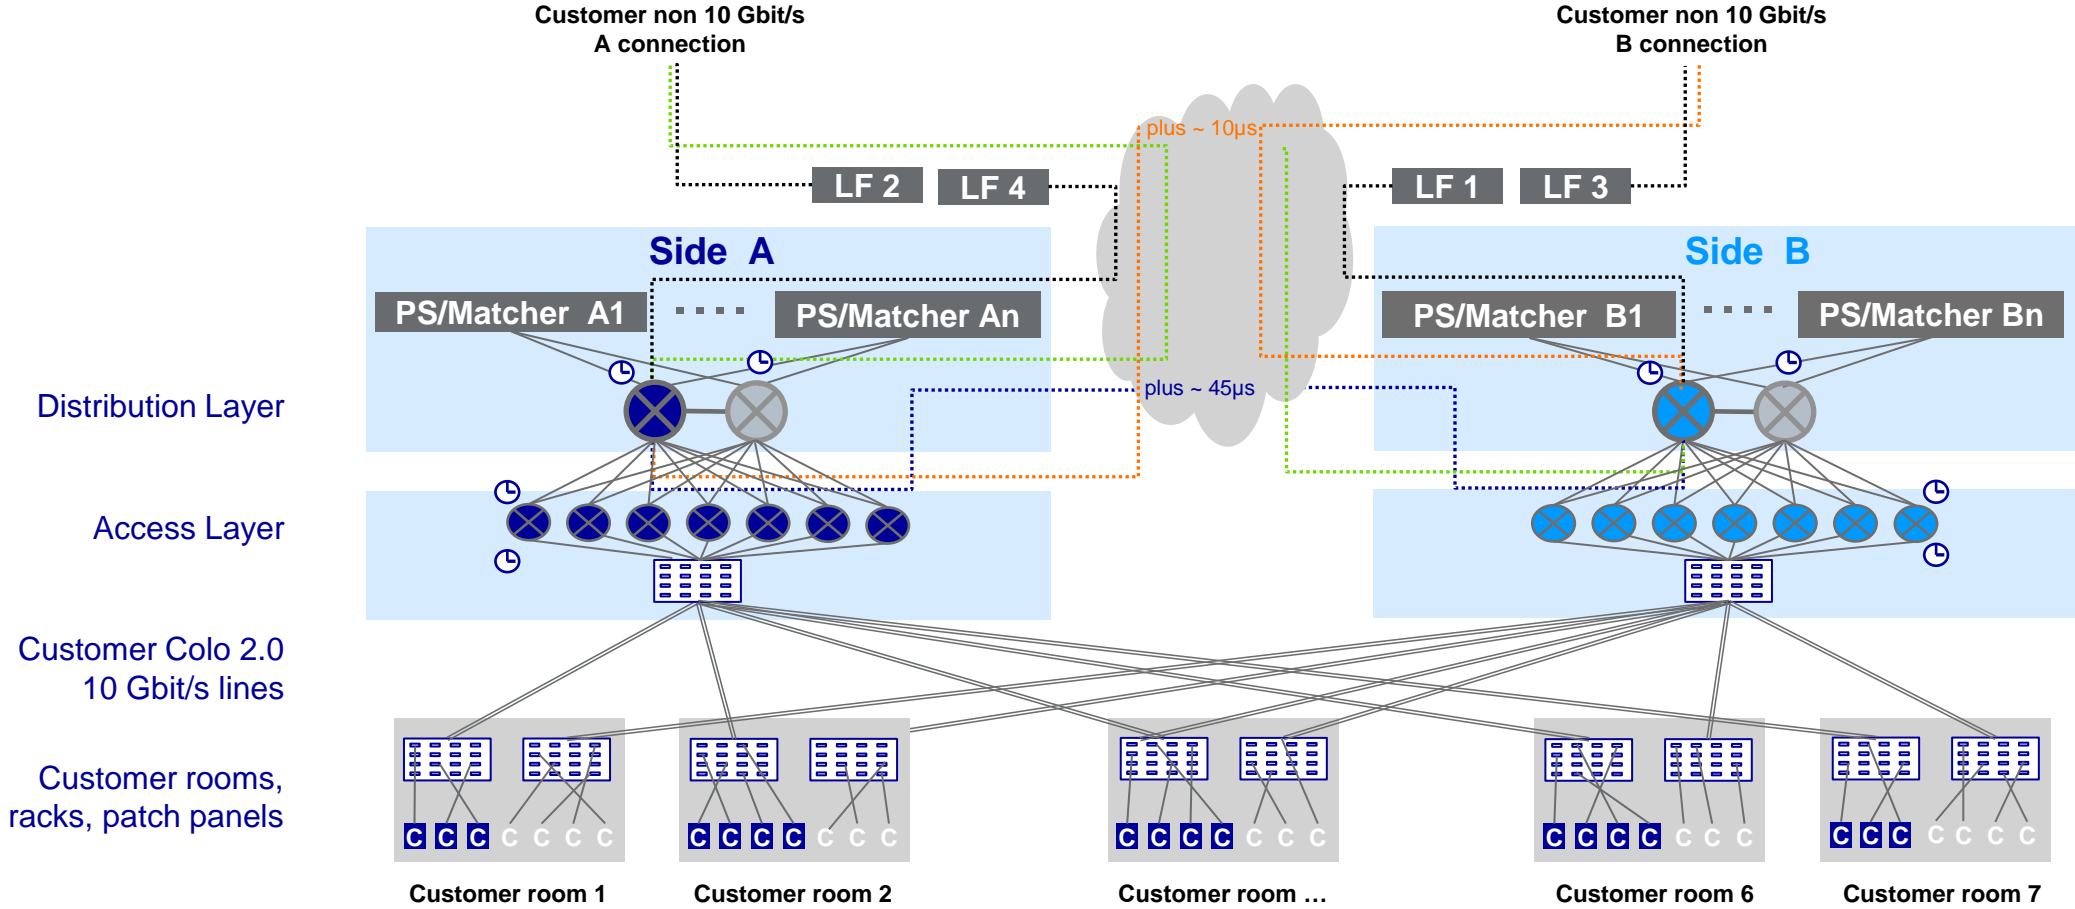 Customer non 10 Gbit/s
A connection
Customer non 10 Gbit/s
B connection
plus ~ 10µs
LF 2
LF 4
LF 1
LF 3
Side A
Side B
PS/Matcher A1
PS/Matcher An
PS/Matcher B1
PS/Matcher Bn
plus ~ 45µs
Distribution Layer
Access Layer
Customer Colo 2.0
10 Gbit/s lines
Customer rooms,
racks, patch panels
C C C C C C C
C C C C C C C
C C C C C C C
C C C C C C C
C C C C C C C
Customer room 1
Customer room 2
Customer room …
Customer room 6
Customer room 7